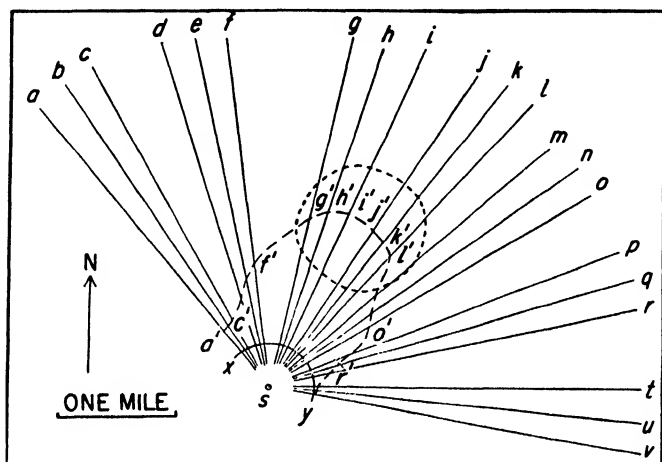 a b c d e f g h i j k l m n o p q r t u v
g' h' i' j' k' l'
f'
c'
a'
o'
r'
x
y
s
N
ONE MILE